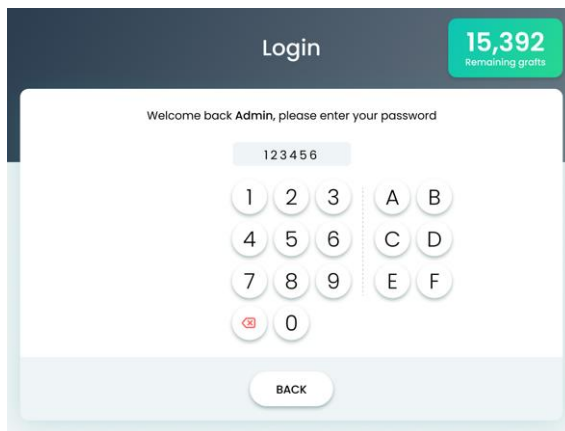 Login
15,392
Remaining grafts
Welcome back Admin, please enter your password
123456
1 2 3 A B
4 5 6 C D
7 8 9 E F
0
BACK